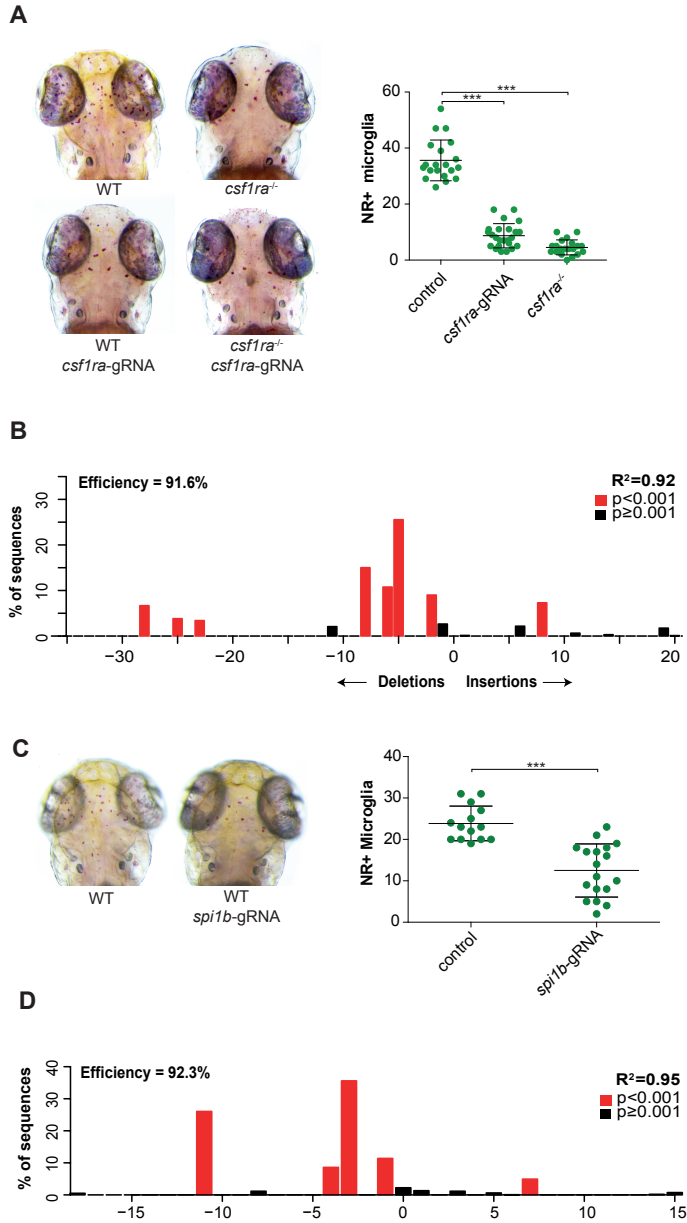 A
WT
csf1ra-/-
WT
csf1ra-gRNA
csf1ra-/-
csf1ra-gRNA
NR+ microglia
60
40
20
0
***
***
control
csf1ra-gRNA
csf1ra-/-
B
Efficiency = 91.6%
R²=0.92
p<0.001
p≥0.001
% of sequences
30
20
10
0
−30
−20
−10
0
10
20
← Deletions Insertions →
C
WT
WT
spi1b-gRNA
NR+ Microglia
40
30
20
10
0
***
control
spi1b-gRNA
D
Efficiency = 92.3%
R²=0.95
p<0.001
p≥0.001
% of sequences
40
30
20
10
0
−15
−10
−5
0
5
10
15